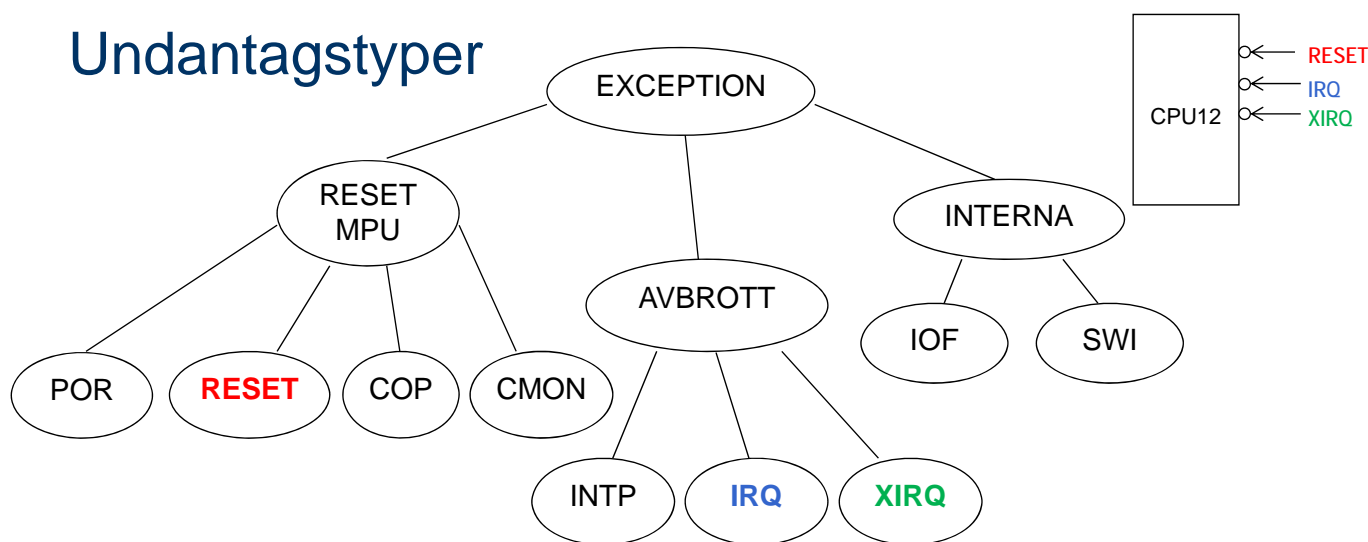 Undantagstyper
EXCEPTION
RESET
IRQ
XIRQ
CPU12
RESET
MPU
INTERNA
AVBROTT
IOF
SWI
POR
RESET
COP
CMON
INTP
IRQ
XIRQ